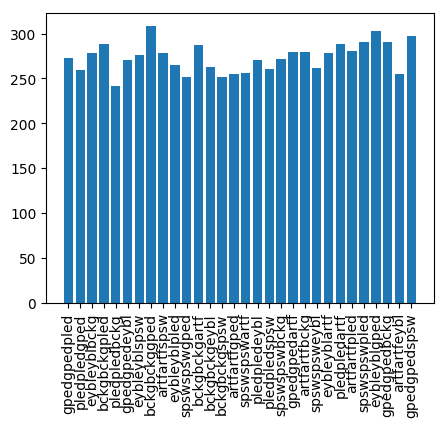 300
250
200
150
100
50
0
gpedgpedpled
pledpledgped
eybleyblbckg
bckgbckgpled
pledpledbckg
gpedgpedeybl
eybleyblspsw
bckgbckggped
artfartfspsw
eybleyblpled
spswspswgped
bckgbckgartf
bckgbckgeybl
bckgbckgspsw
artfartfgped
spswspswartf
pledpledeybl
pledpledspsw
spswspswbckg
gpedgpedartf
artfartfbckg
spswspsweybl
eybleyblartf
pledpledartf
artfartfpled
spswspswpled
eybleyblgped
gpedgpedbckg
artfartfeybl
gpedgpedspsw